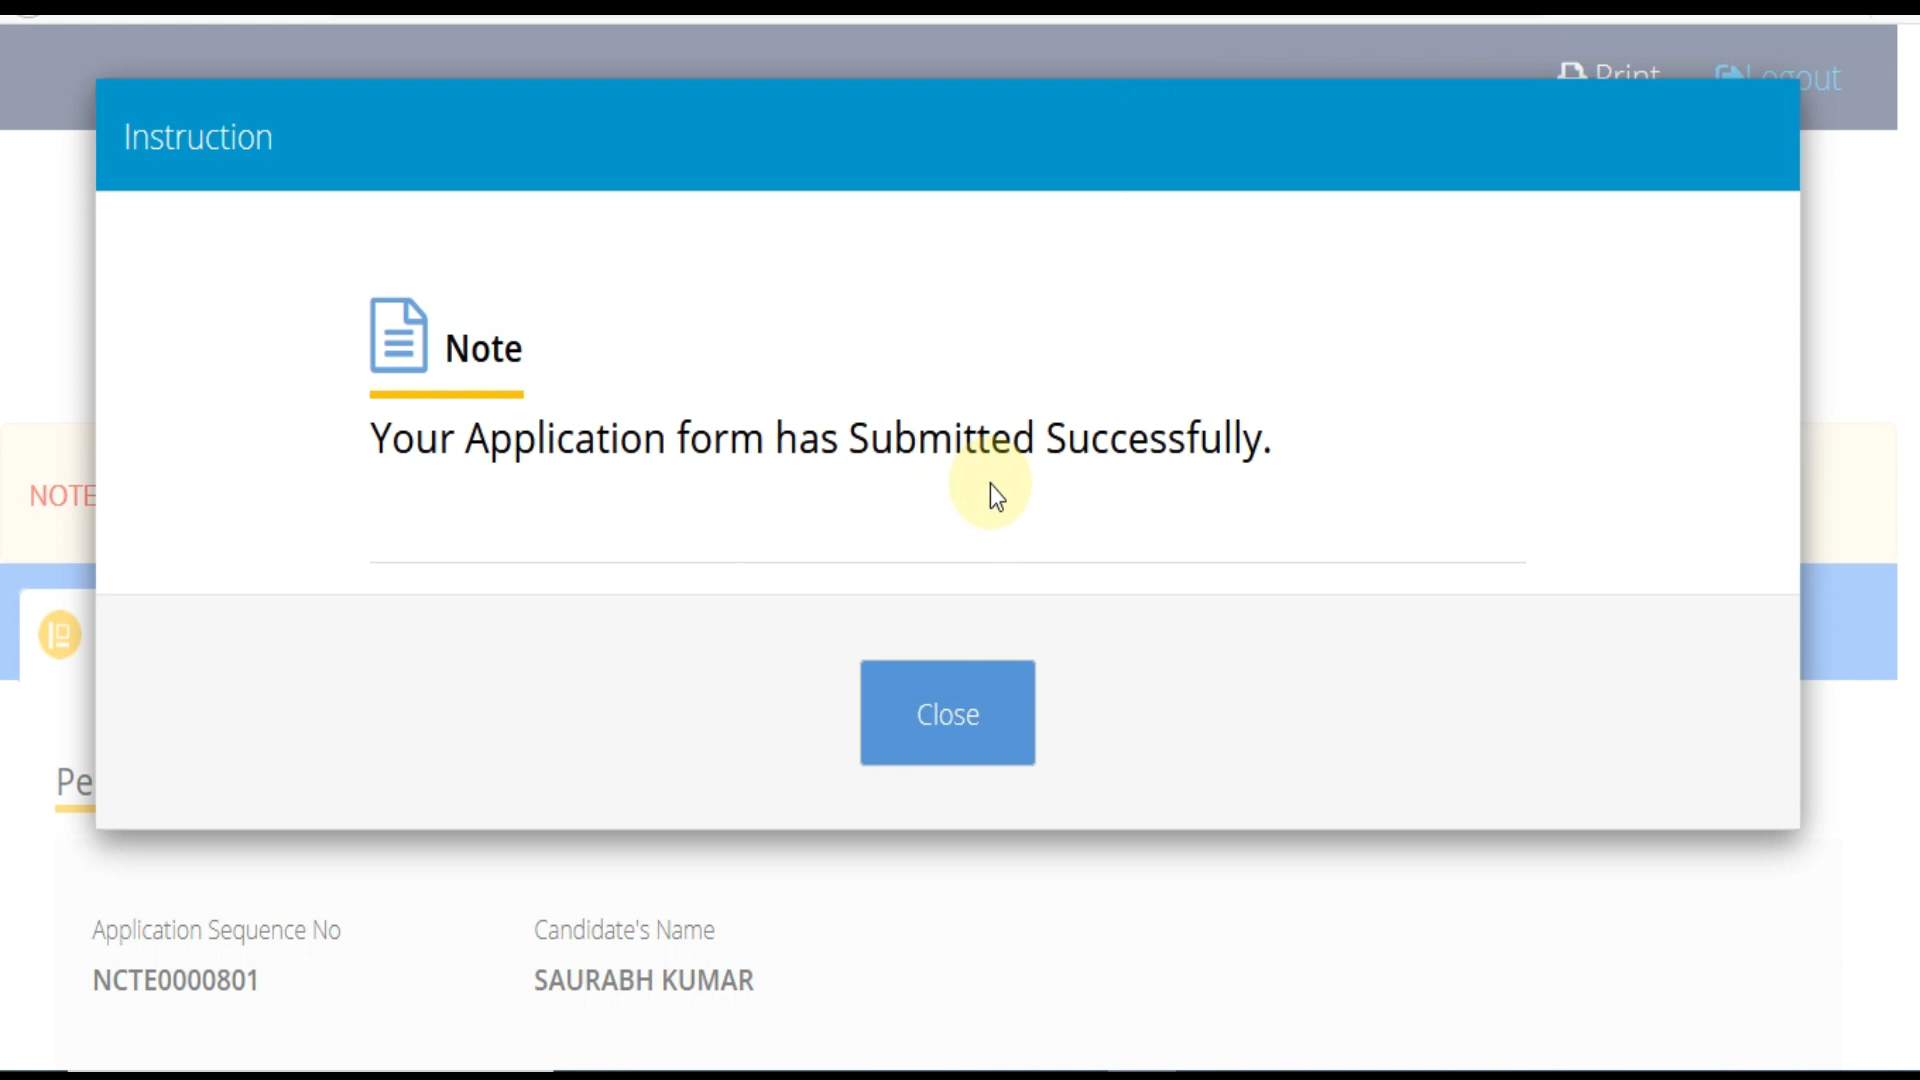 Print Logout
Instruction
Note
Your Application form has Submitted Successfully.
NOTE
Close
Pe
Application Sequence No Candidate's Name
NCTE0000801 SAURABH KUMAR